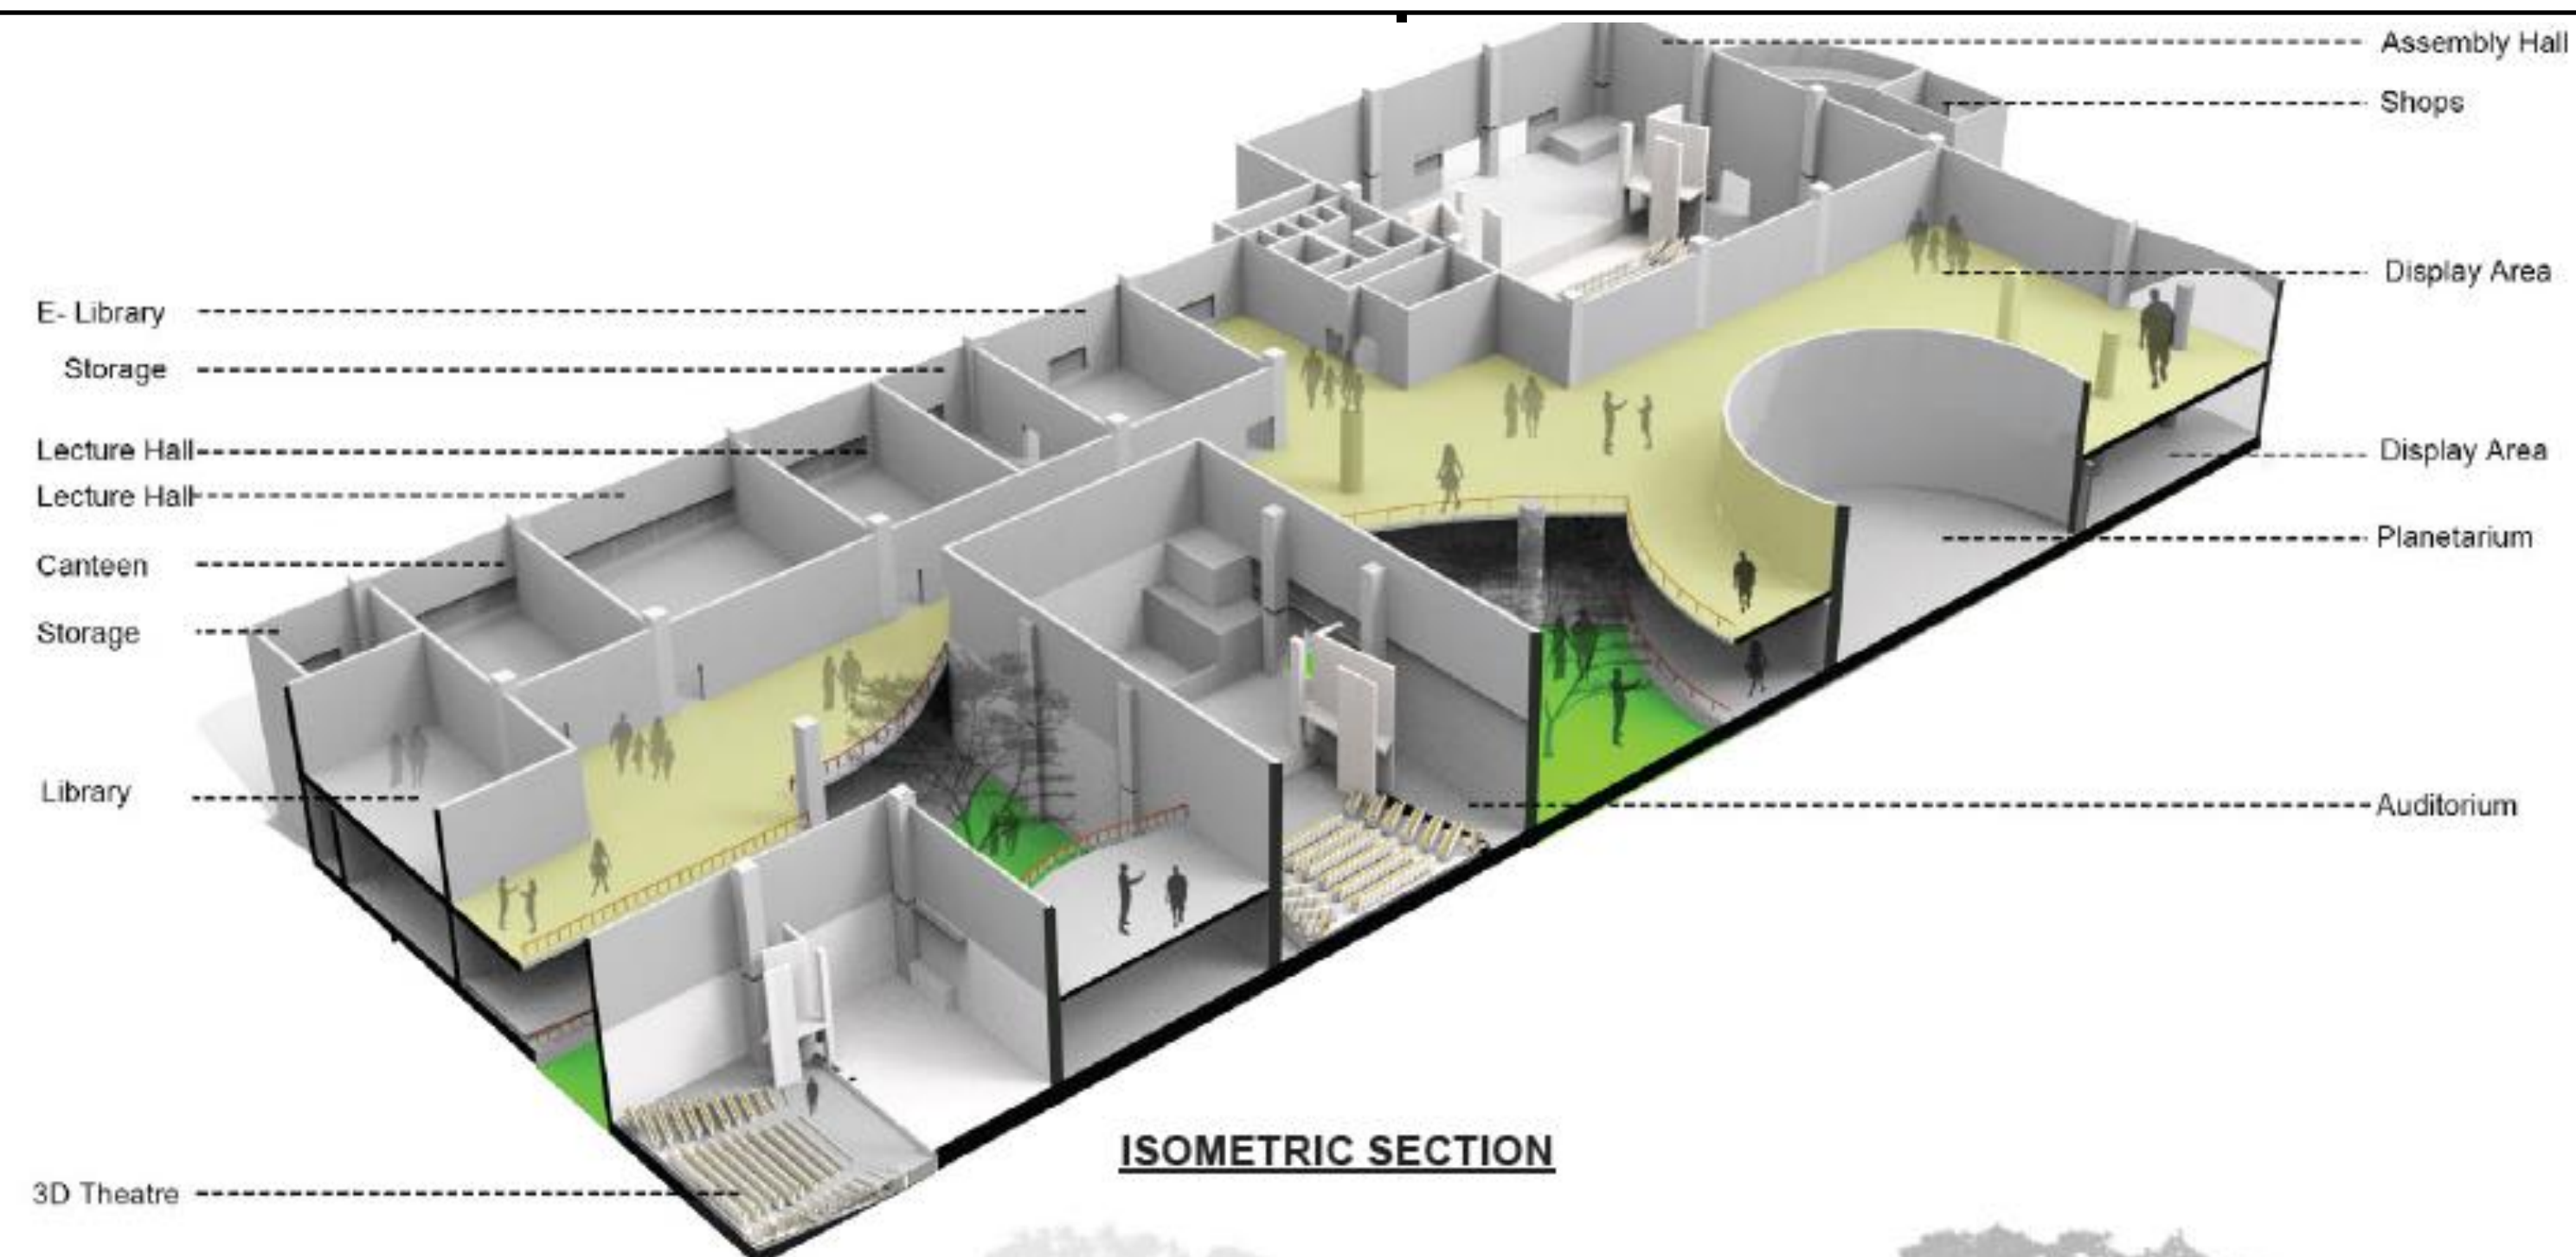 Assembly Hall
Shops
Display Area
E- Library
Storage
Lecture Hall
Display Area
Lecture Hall
Planetarium
Canteen
Storage
Library
Auditorium
ISOMETRIC SECTION
3D Theatre